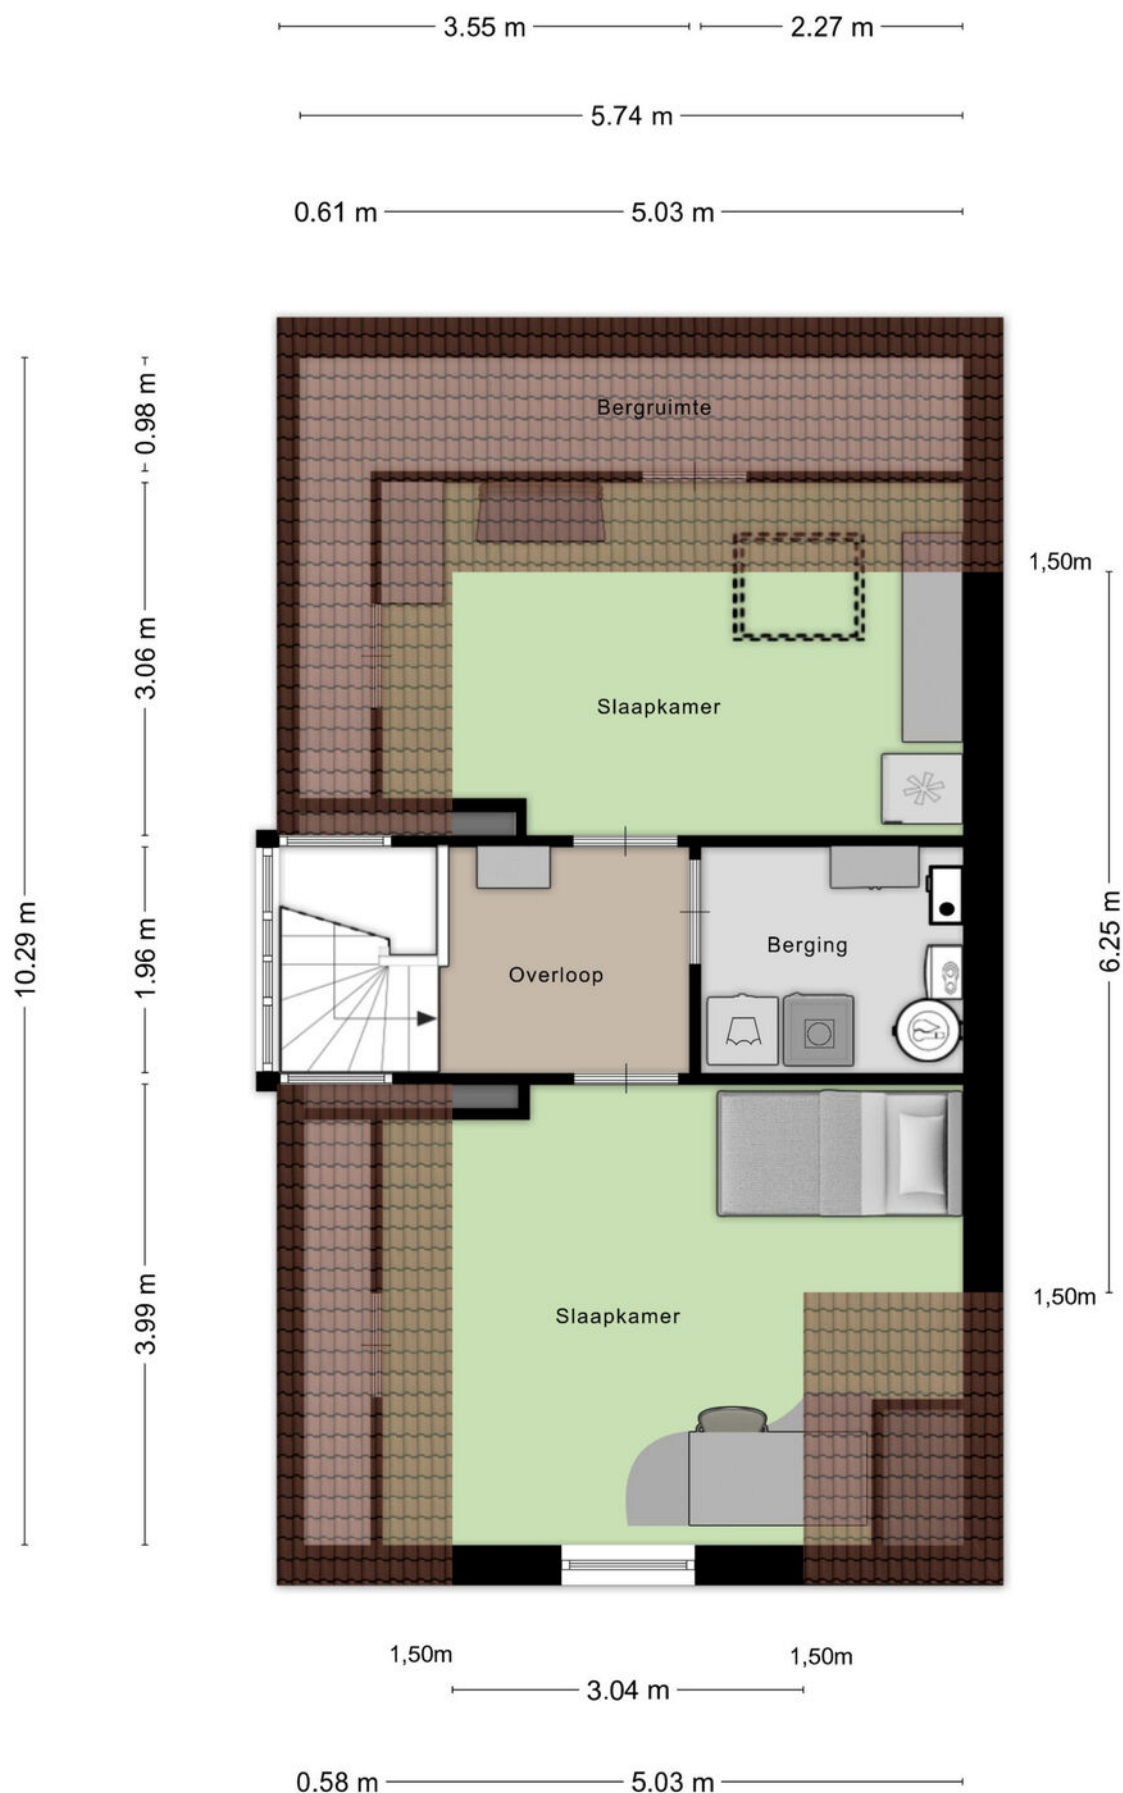 3.55 m
2.27 m
5.74 m
0.61 m
5.03 m
0.98 m
Bergruimte
1,50m
3.06 m
Slaapkamer
10.29 m
1.96 m
6.25 m
Berging
Overloop
3.99 m
1,50m
Slaapkamer
1,50m
1,50m
3.04 m
0.58 m
5.03 m